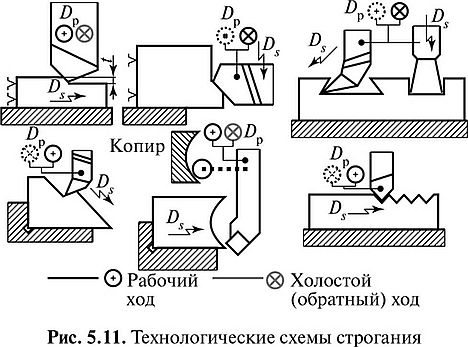 Dр
t
Ds
Dр
Ds
Dр
Ds
Ds
Dр
Ds
Копир
Dр
Ds
Dр
Ds
Рабочий ход
Холостой (обратный) ход
Рис. 5.11. Технологические схемы строгания